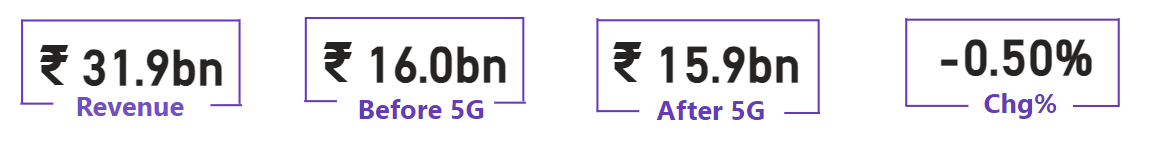 ₹ 31.9bn
Revenue
₹ 16.0bn
Before 5G
₹ 15.9bn
After 5G
-0.50%
Chg%